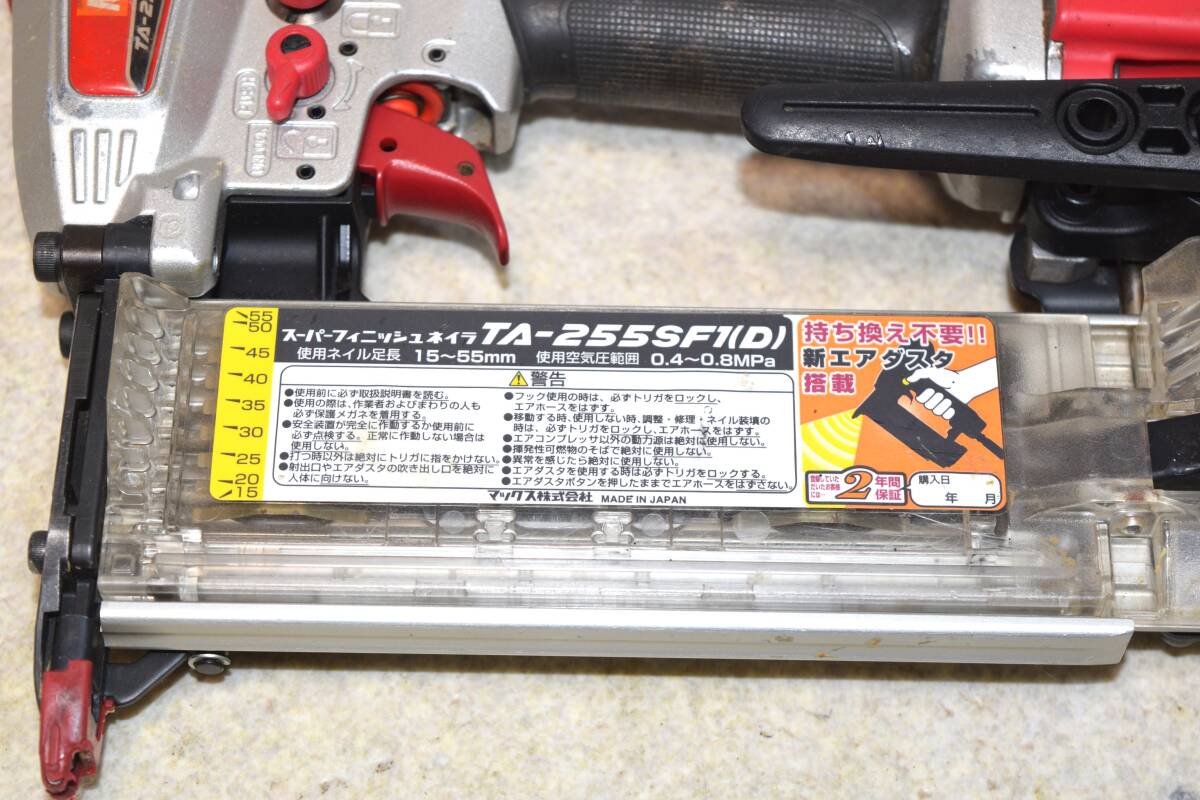 TA-2
55
50
45
40
35
30
25
20
15
スーパーフィニッシュネイラ TA-255SF1(D)
使用ネイル足長 15〜55mm 使用空気圧範囲 0.4〜0.8MPa
警告
●使用前に必ず取扱説明書を読む。
●使用の際は、作業者およびまわりの人も
必ず保護メガネを着用する。
●安全装置が完全に作動するか使用前に
必ず点検する。正常に作動しない場合は
使用しない。
●打つ時以外は絶対にトリガに指をかけない。
●射出口やエアダスタの吹き出し口を絶対に
人体に向けない。
●フック使用の時は、必ずトリガをロックし、
エアホースをはずす。
●移動する時、使用しない時、調整・修理・ネイル装填の
時は、必ずトリガをロックし、エアホースをはずす。
●エアコンプレッサ以外の動力源は絶対に使用しない。
●揮発性可燃物のそばで絶対に使用しない。
●異常を感じたら絶対に使用しない。
●エアダスタを使用する時は必ずトリガをロックする。
●エアダスタボタンを押したままでエアホースをはずさない。
マックス株式会社 MADE IN JAPAN
持ち換え不要!!
新エアダスタ
搭載
登録していた
だいたお客様
には…
2年間
保証
購入日
年 月